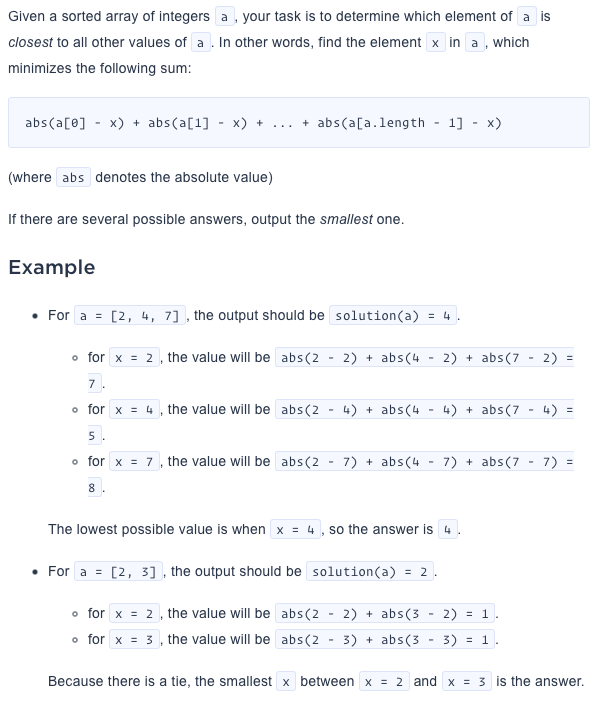 Given a sorted array of integers a, your task is to determine which element of a is
closest to all other values of a. In other words, find the element x in a, which
minimizes the following sum:
abs(a[0] - x) + abs(a[1] - x) + ... + abs(a[a.length - 1] - x)
(where abs denotes the absolute value)
If there are several possible answers, output the smallest one.
Example
• For a = [2, 4, 7], the output should be solution(a) = 4.
◦ for x = 2, the value will be abs(2 - 2) + abs(4 - 2) + abs(7 - 2) =
7.
◦ for x = 4, the value will be abs(2 - 4) + abs(4 - 4) + abs(7 - 4) =
5.
◦ for x = 7, the value will be abs(2 - 7) + abs(4 - 7) + abs(7 - 7) =
8.
The lowest possible value is when x = 4, so the answer is 4.
• For a = [2, 3], the output should be solution(a) = 2.
◦ for x = 2, the value will be abs(2 - 2) + abs(3 - 2) = 1.
◦ for x = 3, the value will be abs(2 - 3) + abs(3 - 3) = 1.
Because there is a tie, the smallest x between x = 2 and x = 3 is the answer.